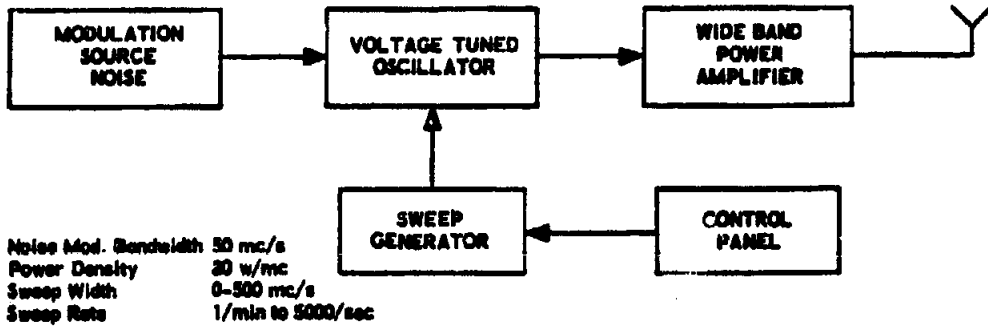 MODULATION
SOURCE
NOISE
VOLTAGE TUNED
OSCILLATOR
WIDE BAND
POWER
AMPLIFIER
SWEEP
GENERATOR
CONTROL
PANEL
Noise Mod. Bandwidth 50 mc/s
Power Density 20 w/mc
Sweep Width 0-500 mc/s
Sweep Rate 1/min to 5000/sec